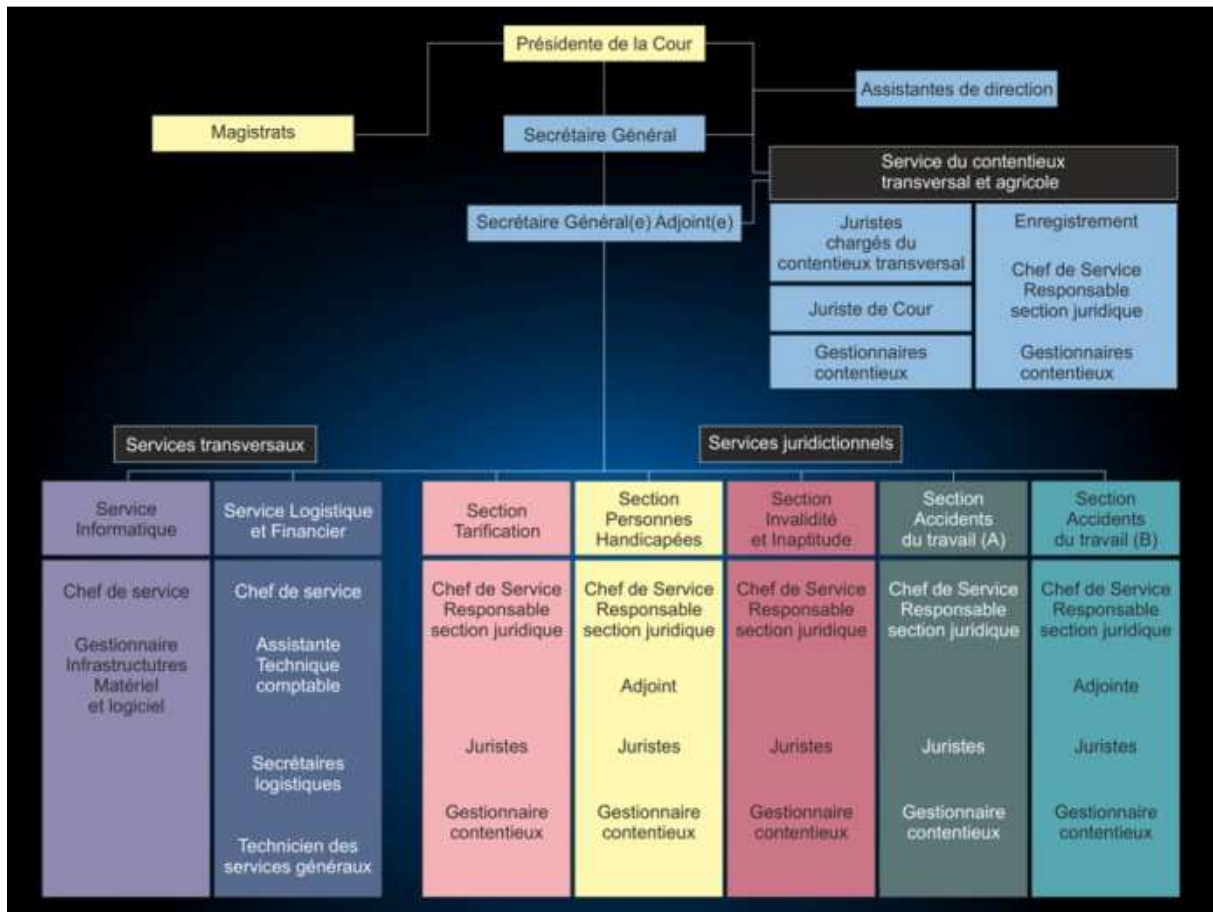 Présidente de la Cour
Assistantes de direction
Magistrats
Secrétaire Général
Service du contentieux
transversal et agricole
Secrétaire Général(e) Adjoint(e)
Juristes
chargés du
contentieux transversal
Juriste de Cour
Gestionnaires
contentieux
Enregistrement
Chef de Service
Responsable
section juridique
Gestionnaires
contentieux
Services transversaux
Services juridictionnels
Service
Informatique
Chef de service
Gestionnaire
Infrastructutres
Matériel
et logiciel
Service Logistique
et Financier
Chef de service
Assistante
Technique
comptable
Secrétaires
logistiques
Technicien des
services généraux
Section
Tarification
Chef de Service
Responsable
section juridique
Juristes
Gestionnaire
contentieux
Section
Personnes
Handicapées
Chef de Service
Responsable
section juridique
Adjoint
Juristes
Gestionnaire
contentieux
Section
Invalidité
et Inaptitude
Chef de Service
Responsable
section juridique
Juristes
Gestionnaire
contentieux
Section
Accidents
du travail (A)
Chef de Service
Responsable
section juridique
Juristes
Gestionnaire
contentieux
Section
Accidents
du travail (B)
Chef de Service
Responsable
section juridique
Adjointe
Juristes
Gestionnaire
contentieux